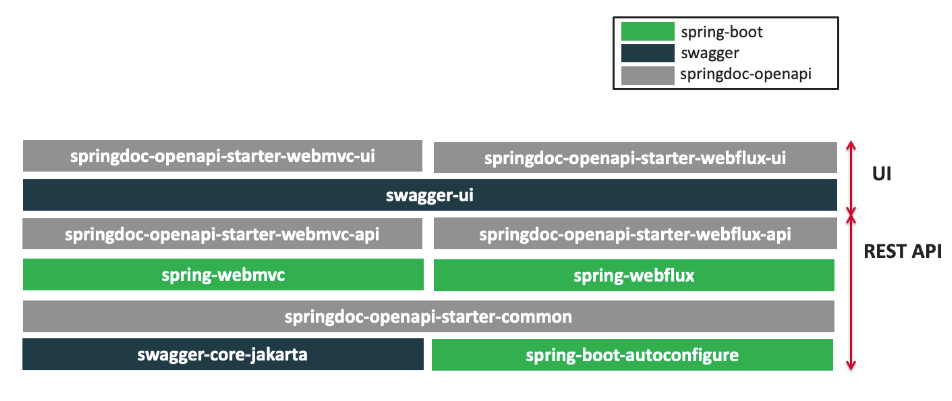 spring-boot
swagger
springdoc-openapi
springdoc-openapi-starter-webmvc-ui
springdoc-openapi-starter-webflux-ui
UI
swagger-ui
springdoc-openapi-starter-webmvc-api
springdoc-openapi-starter-webflux-api
REST API
spring-webmvc
spring-webflux
springdoc-openapi-starter-common
swagger-core-jakarta
spring-boot-autoconfigure